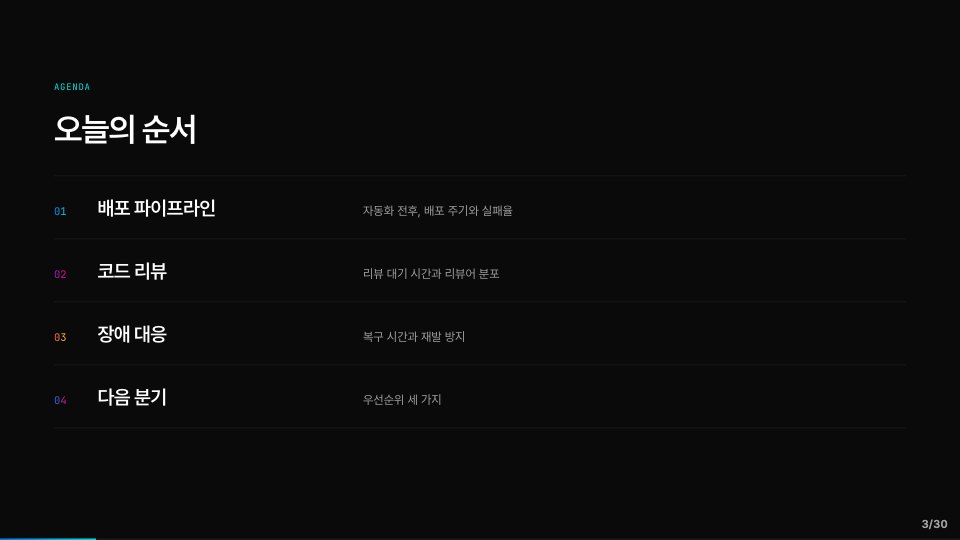 AGENDA
오늘의 순서
01 배포 파이프라인 자동화 전후, 배포 주기와 실패율
02 코드 리뷰 리뷰 대기 시간과 리뷰어 분포
03 장애 대응 복구 시간과 재발 방지
04 다음 분기 우선순위 세 가지
3/30